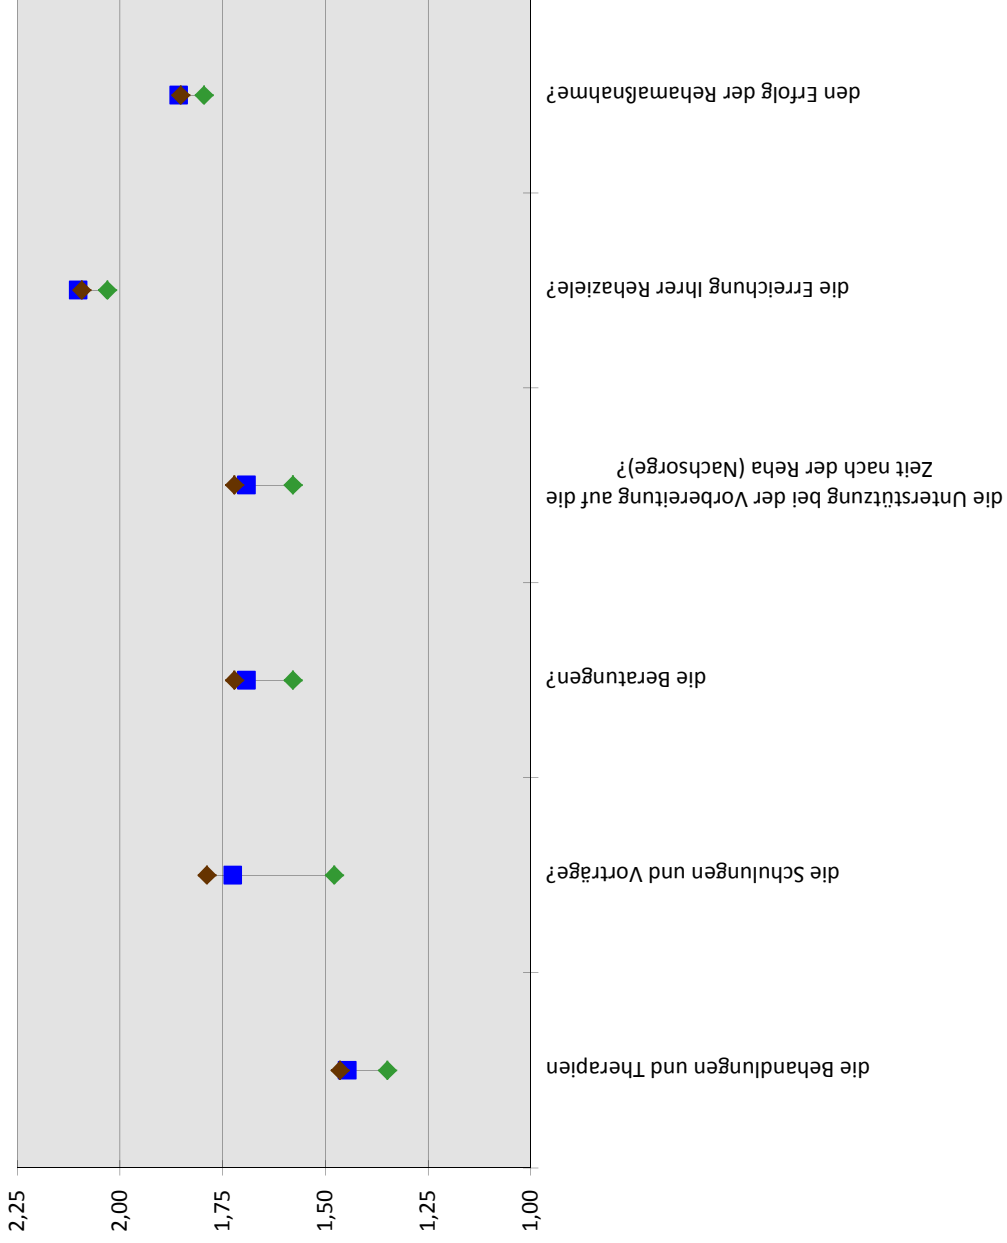 den Erfolg der Rehamaßnahme?
die Erreichung Ihrer Rehaziele?
die Unterstützung bei der Vorbereitung auf die
Zeit nach der Reha (Nachsorge)?
die Beratungen?
die Schulungen und Vorträge?
die Behandlungen und Therapien
2,25
2,00
1,75
1,50
1,25
1,00